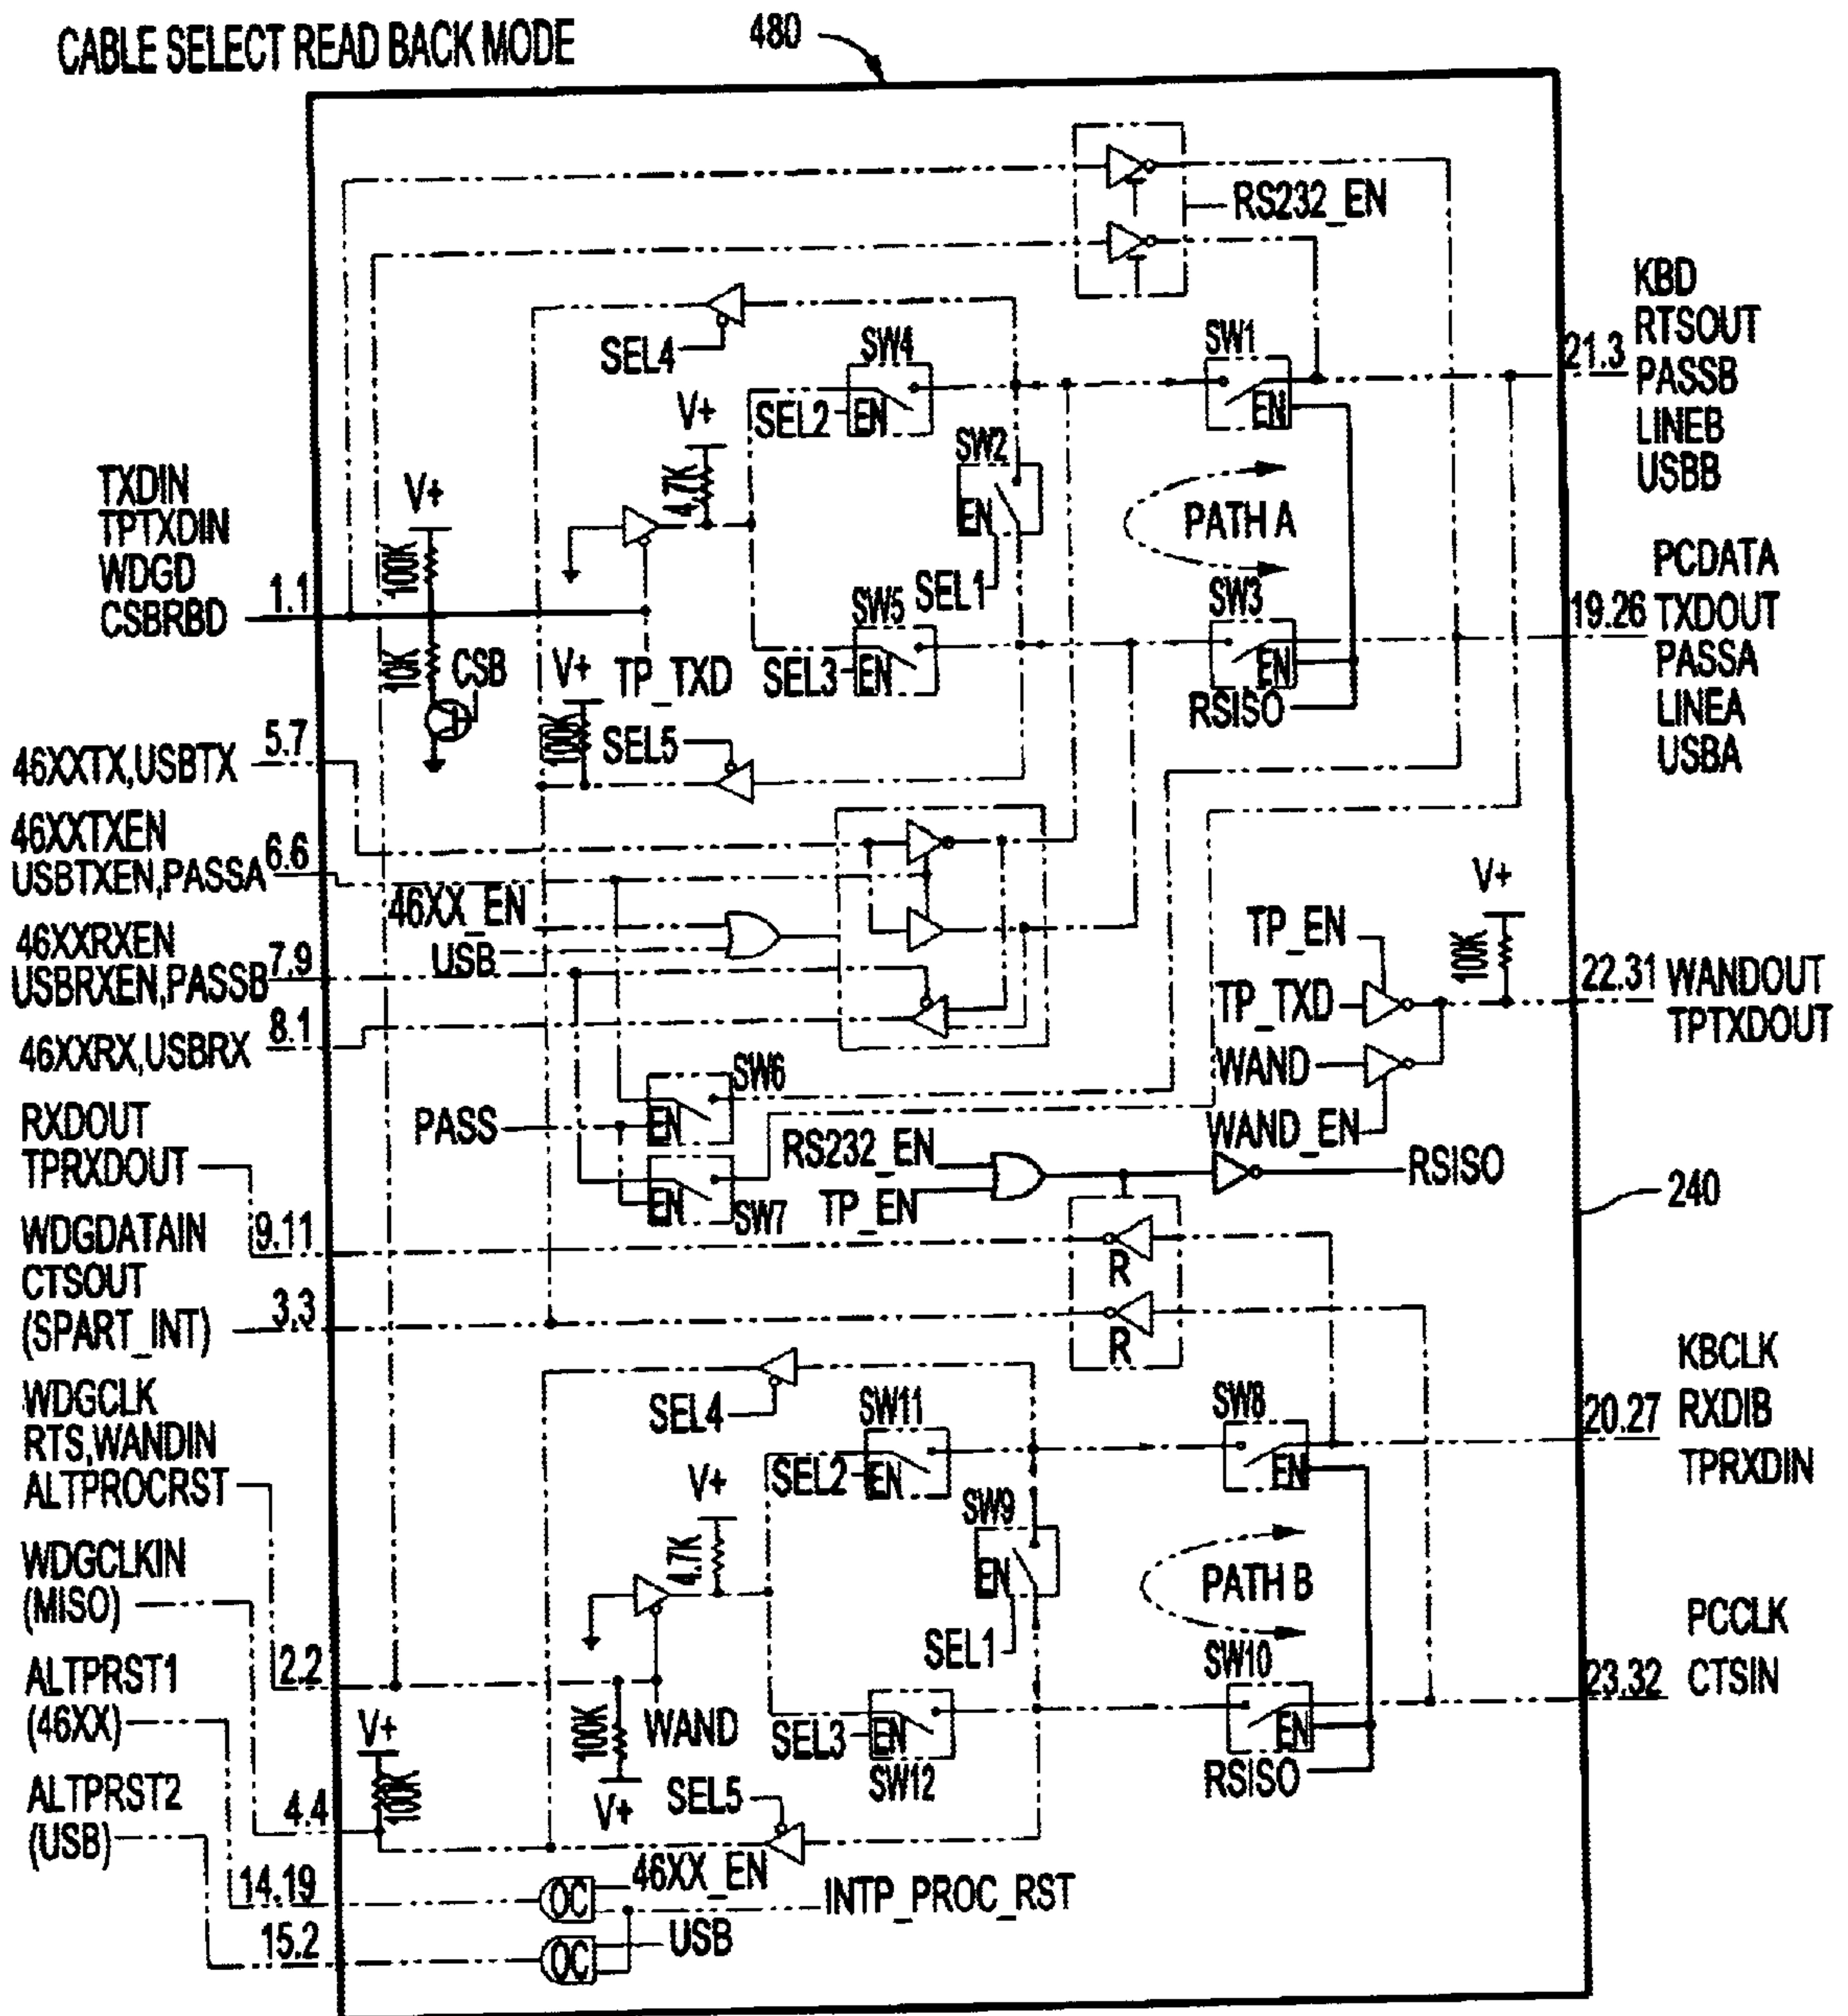 CABLE SELECT READ BACK MODE
480
RS232_EN
KBD
RTSOUT
21.3
PASSB
LINEB
USBB
SEL4
SW4
SW1
SEL2
EN
EN
V+
4.7K
SW2
EN
SEL1
PATH A
TXDIN
TPTXDIN
WDGD
CSBRBD
1.1
V+
100K
10K
CSB
TP_TXD
SW5
SEL3
EN
SW3
EN
RSISO
PCDATA
19.26
TXDOUT
PASSA
LINEA
USBA
V+
100K
SEL5
5.7
46XXTX,USBTX
46XXTXEN
6.6
USBTXEN,PASSA
46XX_EN
USB
46XXRXEN
7.9
USBRXEN,PASSB
8.1
46XXRX,USBRX
V+
100K
TP_EN
TP_TXD
WAND
WAND_EN
22.31
WANDOUT
TPTXDOUT
SW6
EN
PASS
EN
SW7
RS232_EN
TP_EN
RSISO
240
RXDOUT
TPRXDOUT
9.11
WDGDATAIN
CTSOUT
3.3
(SPART_INT)
R
R
KBCLK
20.27
RXDIB
TPRXDIN
SEL4
SW11
SEL2
EN
SW8
EN
V+
4.7K
SW9
EN
SEL1
PATH B
WDGCLK
RTS,WANDIN
ALTPROCRST
WDGCLKIN
(MISO)
2.2
PCCLK
23.32
CTSIN
SW10
EN
RSISO
100K
V+
WAND
SEL3
EN
SW12
SEL5
ALTPRST1
(46XX)
V+
100K
4.4
ALTPRST2
(USB)
14.19
OC
46XX_EN
INTP_PROC_RST
15.2
OC
USB